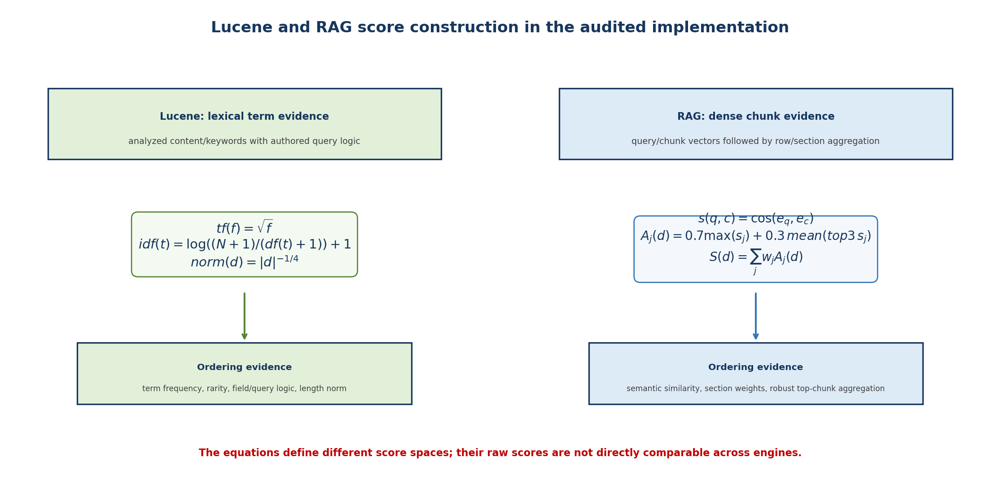 Lucene and RAG score construction in the audited implementation
Lucene: lexical term evidence
analyzed content/keywords with authored query logic
tf(f) = √f
idf(t) = log((N + 1)/(df(t) + 1)) + 1
norm(d) = |d|^{−1/4}
Ordering evidence
term frequency, rarity, field/query logic, length norm
RAG: dense chunk evidence
query/chunk vectors followed by row/section aggregation
s(q, c) = cos(e_q, e_c)
A_j(d) = 0.7max(s_j) + 0.3 mean(top3 s_j)
S(d) = ∑_j w_jA_j(d)
Ordering evidence
semantic similarity, section weights, robust top-chunk aggregation
The equations define different score spaces; their raw scores are not directly comparable across engines.